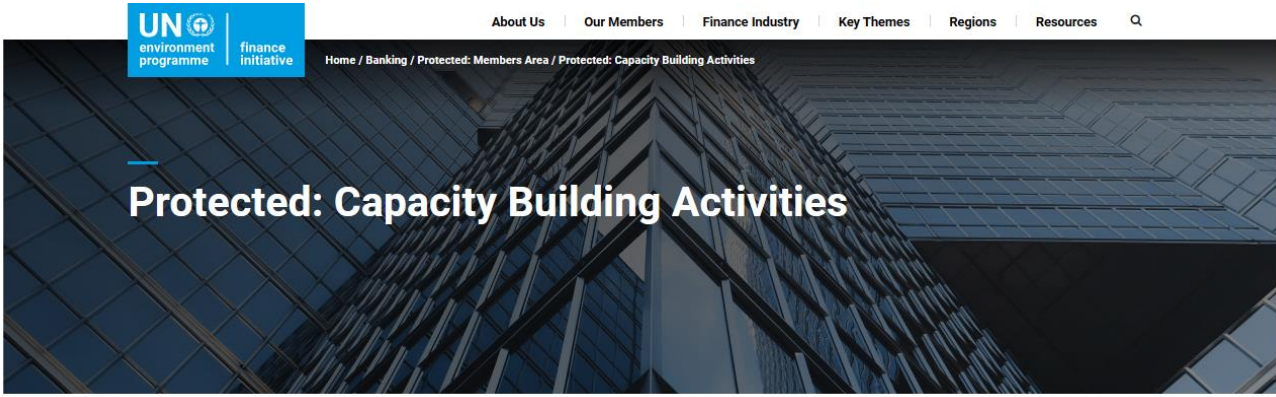 UN
environment programme
finance initiative
About Us
Our Members
Finance Industry
Key Themes
Regions
Resources
Home / Banking / Protected: Members Area / Protected: Capacity Building Activities
Protected: Capacity Building Activities